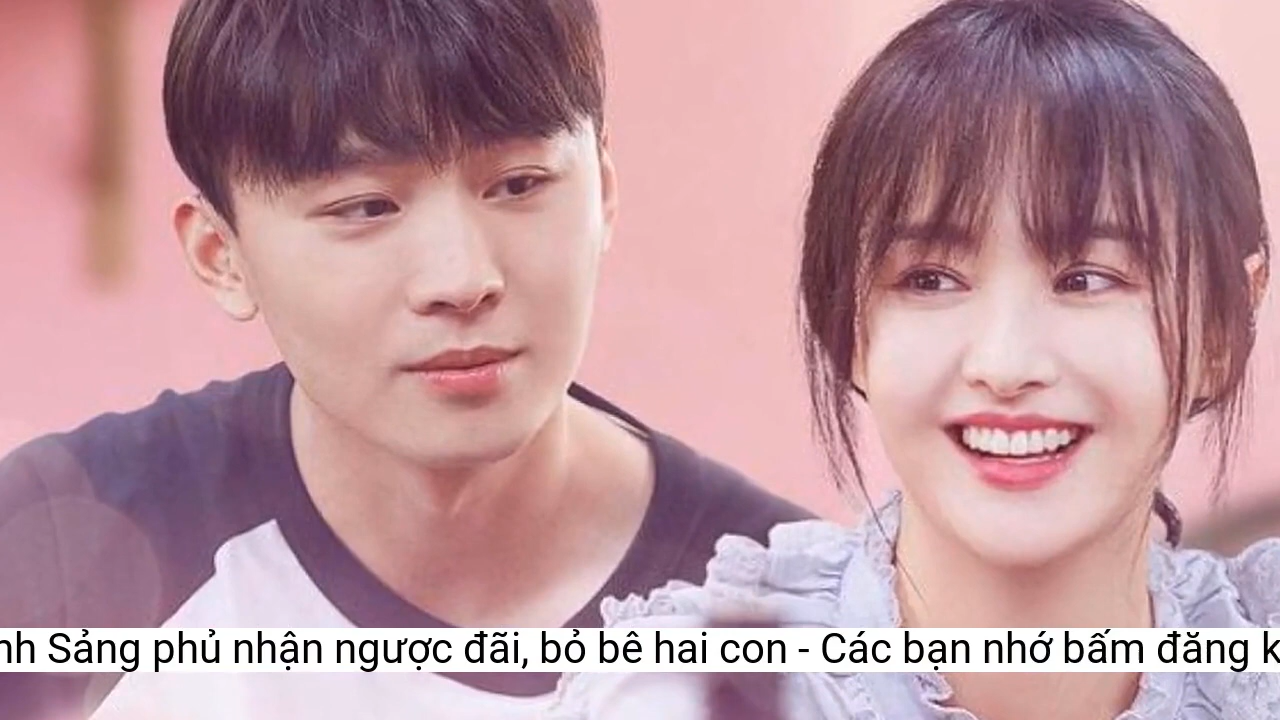 nh Sảng phủ nhận ngược đãi, bỏ bê hai con - Các bạn nhớ bấm đăng k